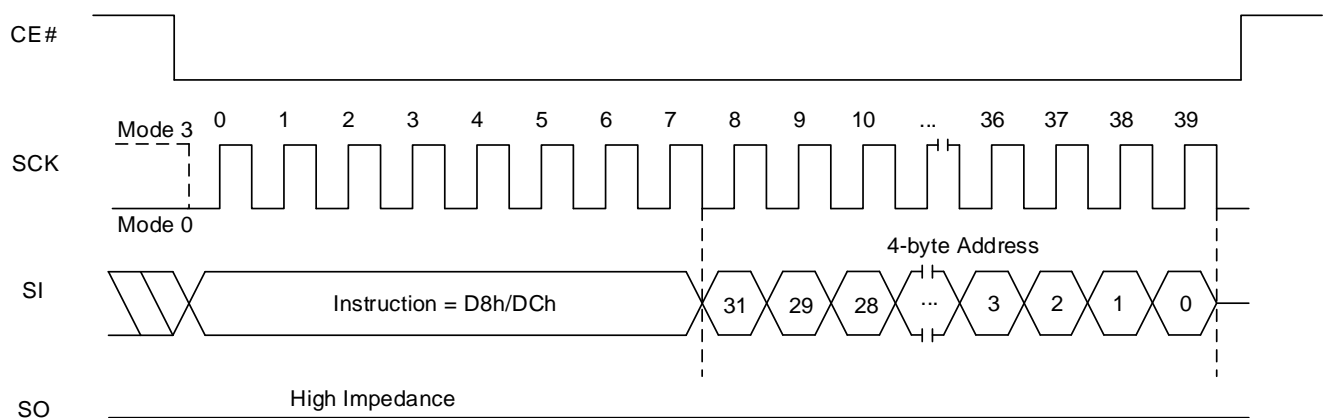 CE#
Mode 3
0 1 2 3 4 5 6 7 8 9 10 ... 36 37 38 39
SCK
Mode 0
4-byte Address
SI
Instruction = D8h/DCh
31 29 28 ... 3 2 1 0
High Impedance
SO